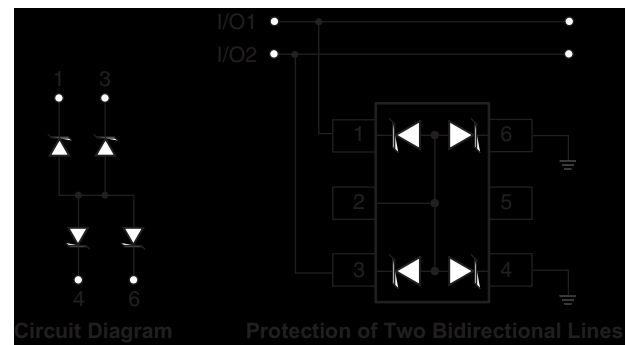 I/O1
I/O2
1 3
1 6
2 5
3 4
4 6
Circuit Diagram
Protection of Two Bidirectional Lines